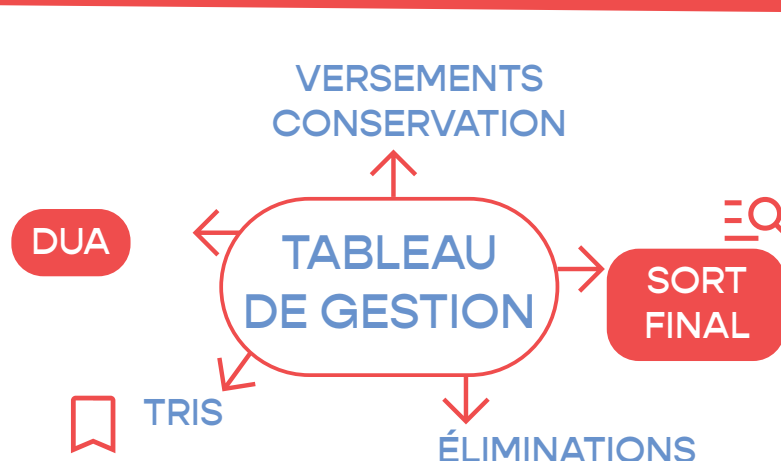 VERSEMENTS
CONSERVATION
DUA
TABLEAU
DE GESTION
SORT
FINAL
TRIS
ÉLIMINATIONS